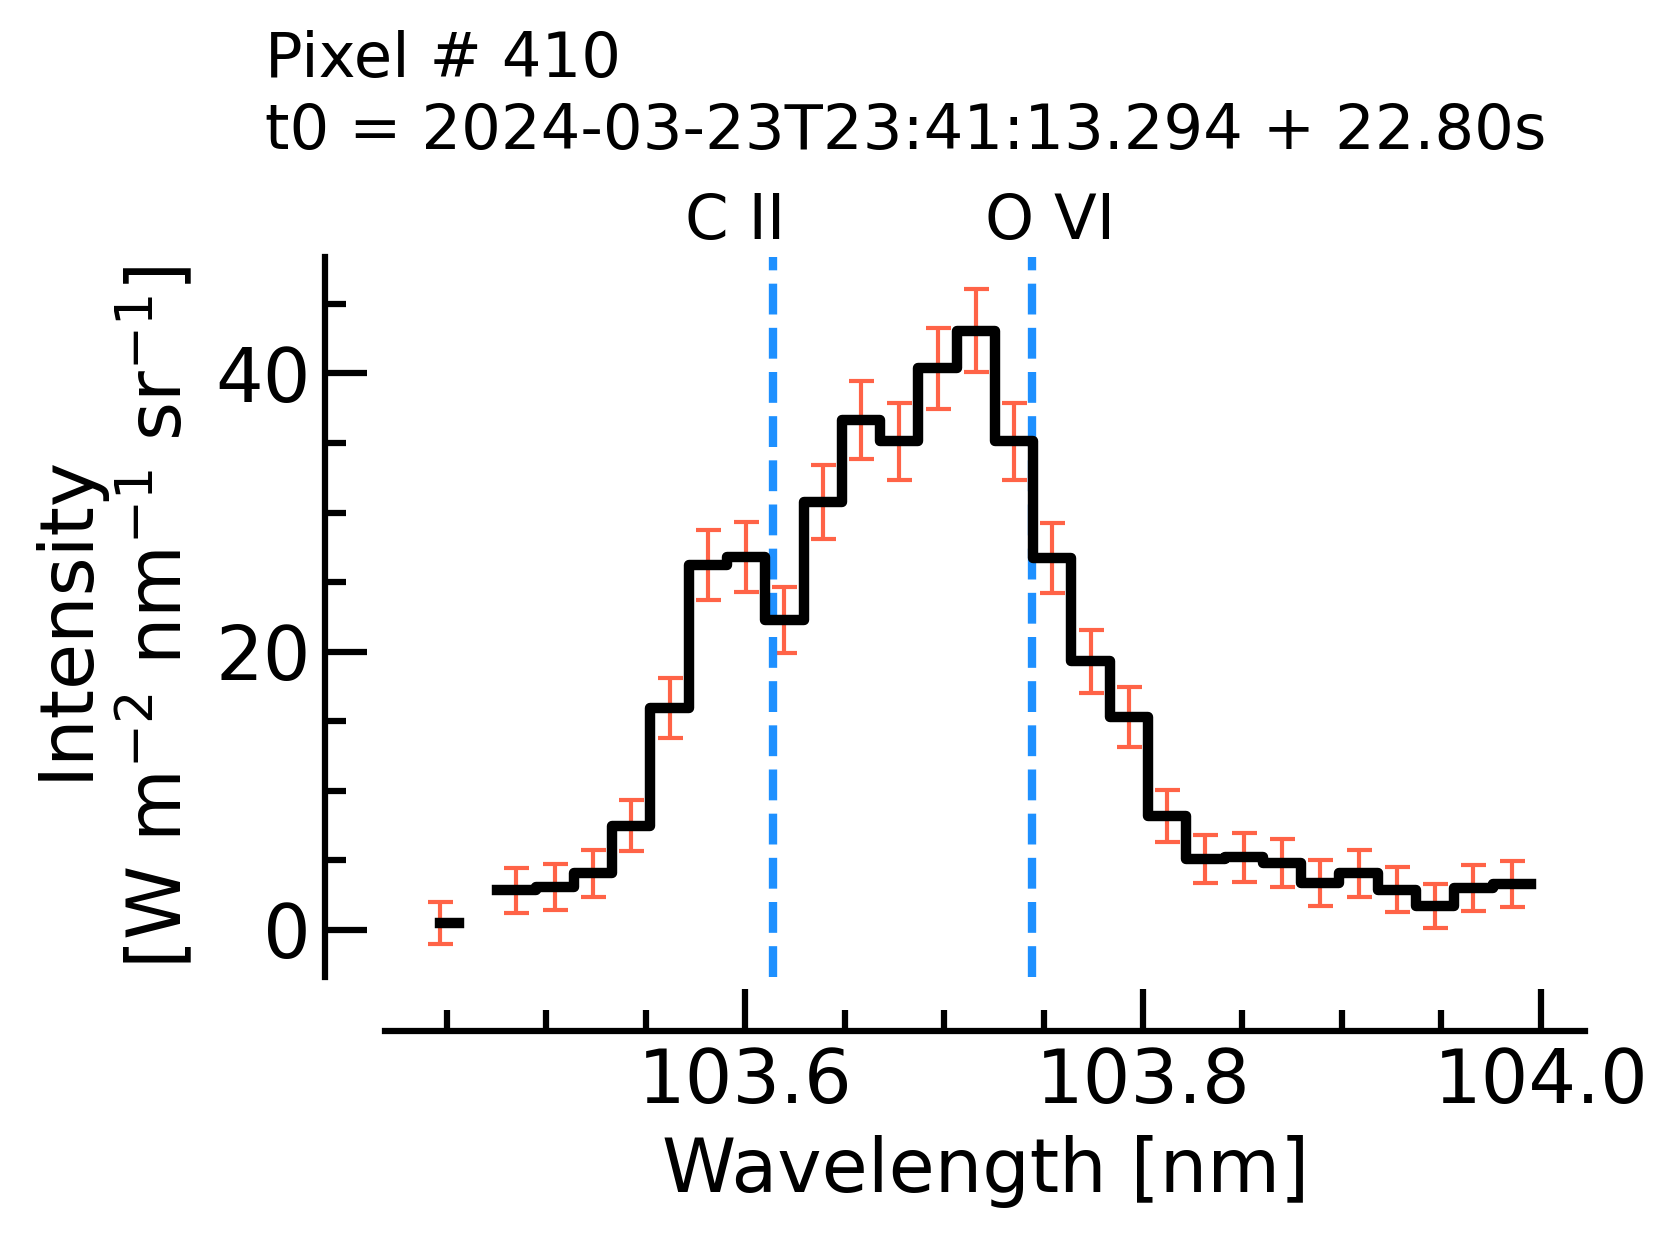 Pixel # 410
t0 = 2024-03-23T23:41:13.294 + 22.80s
C II
O VI
Intensity
[W m⁻² nm⁻¹ sr⁻¹]
40
20
0
103.6
103.8
104.0
Wavelength [nm]